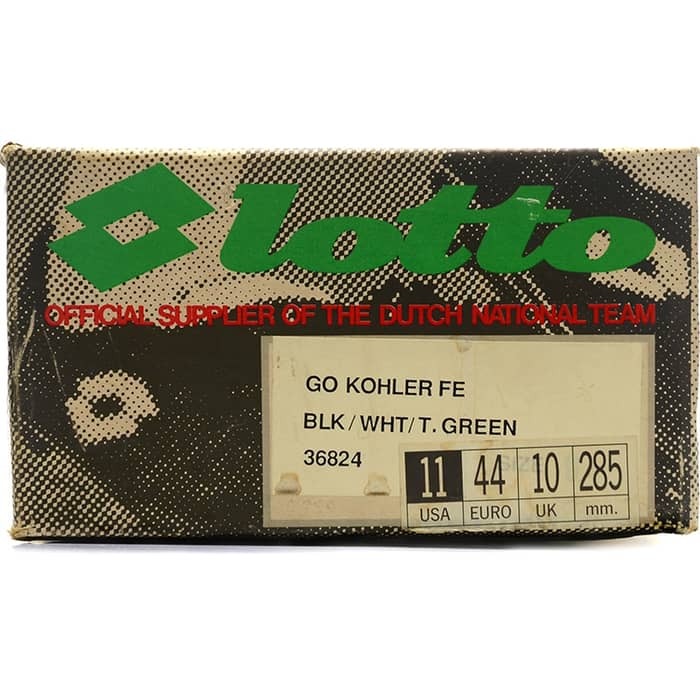 lotto
OFFICIAL SUPPLIER OF THE DUTCH NATIONAL TEAM
GO KOHLER FE
BLK/WHT/T. GREEN
36824
11 44 10 285
USA EURO UK mm.